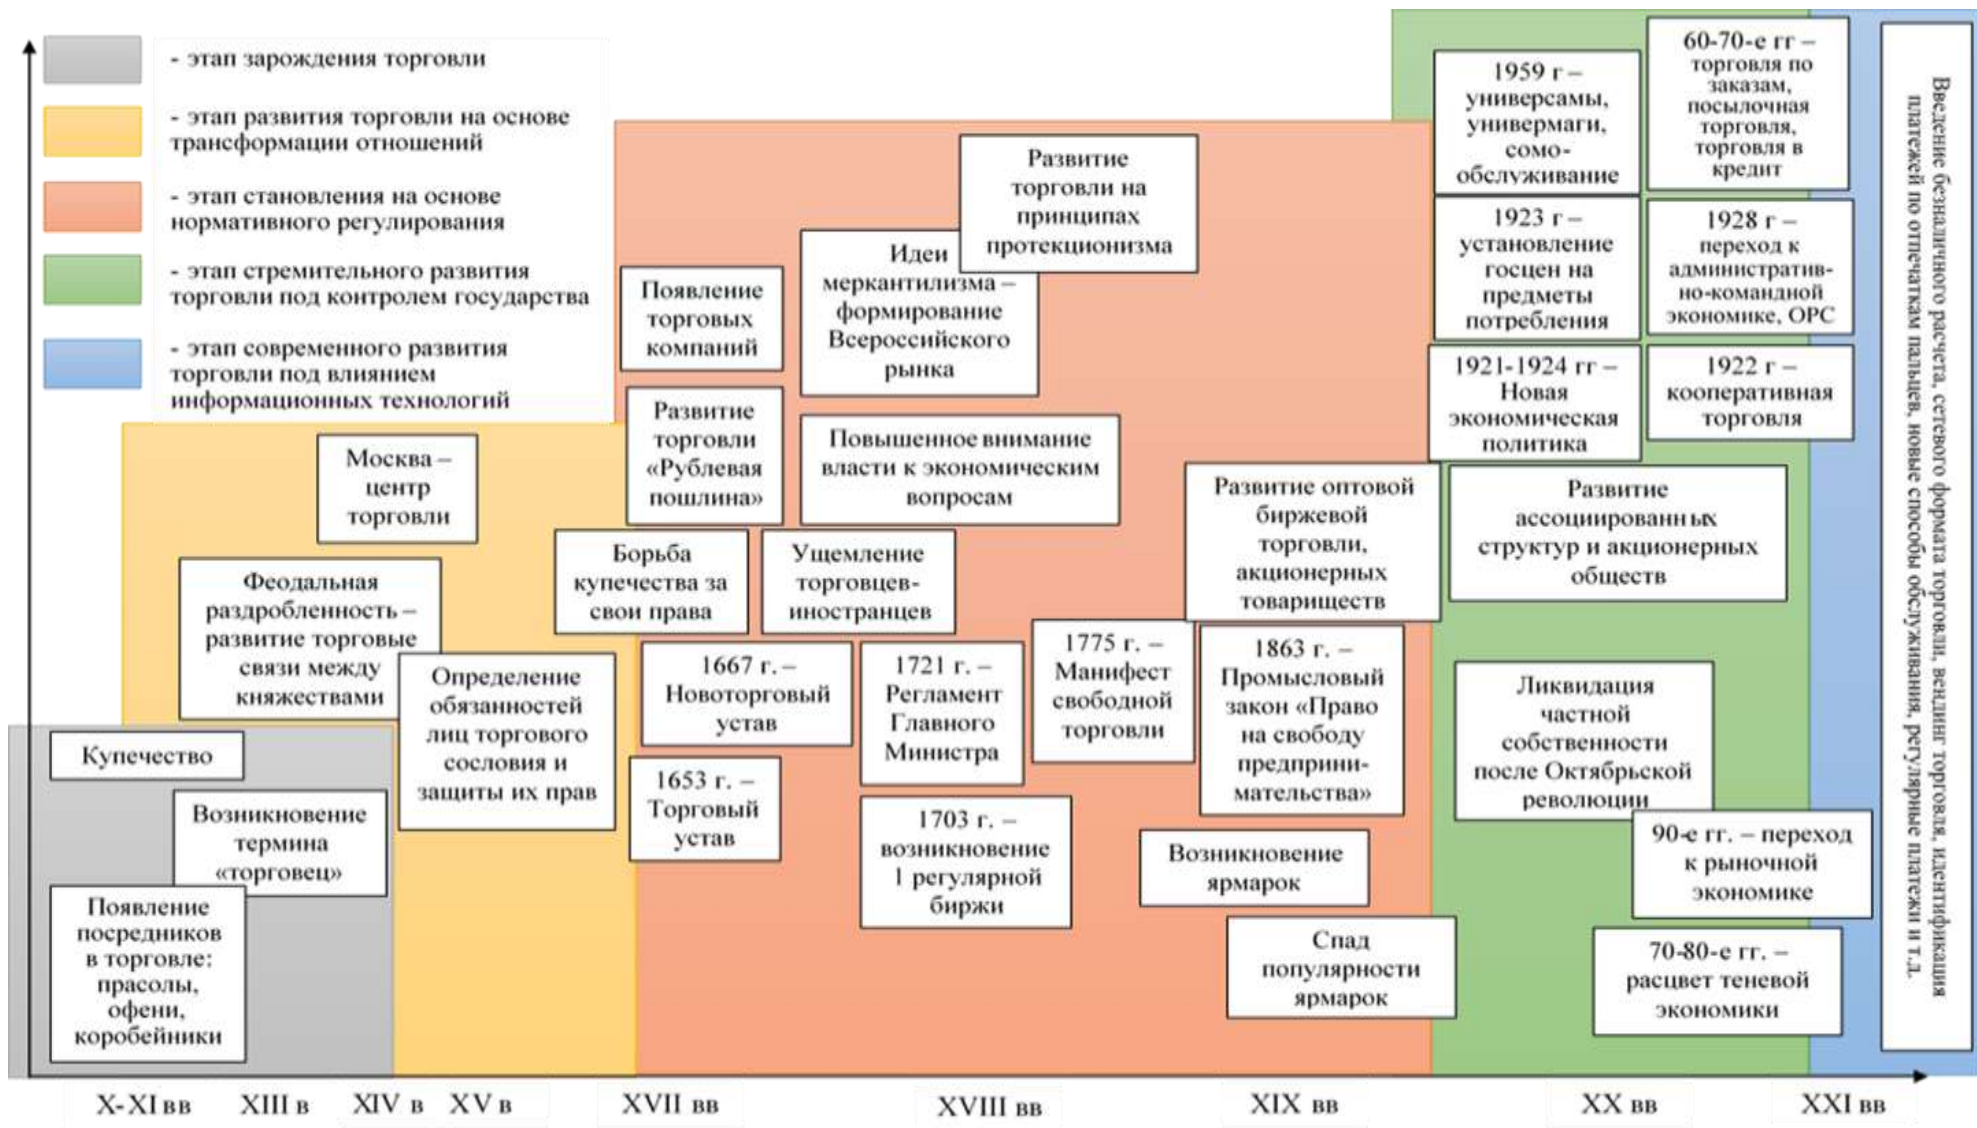 - этап зарождения торговли
- этап развития торговли на основе
трансформации отношений
- этап становления на основе
нормативного регулирования
- этап стремительного развития
торговли под контролем государства
- этап современного развития
торговли под влиянием
информационных технологий
Купечество
Возникновение
термина
«торговец»
Появление
посредников
в торговле:
прасолы,
офени,
коробейники
Москва –
центр
торговли
Феодальная
раздробленность –
развитие торговые
связи между
княжествами
Определение
обязанностей
лиц торгового
сословия и
защиты их прав
Появление
торговых
компаний
Развитие
торговли
«Рублевая
пошлина»
Борьба
купечества за
свои права
1667 г. –
Новоторговый
устав
1653 г. –
Торговый
устав
Развитие
торговли на
принципах
протекционизма
Идеи
меркантилизма –
формирование
Всероссийского
рынка
Повышенное внимание
власти к экономическим
вопросам
Ущемление
торговцев-
иностранцев
1721 г. –
Регламент
Главного
Министра
1703 г. –
возникновение
1 регулярной
биржи
1775 г. –
Манифест
свободной
торговли
Развитие оптовой
биржевой
торговли,
акционерных
товариществ
1863 г. –
Промысловый
закон «Право
на свободу
предприни-
мательства»
Возникновение
ярмарок
Спад
популярности
ярмарок
1959 г –
универсамы,
универмаги,
сомо-
обслуживание
60-70-е гг –
торговля по
заказам,
посылочная
торговля,
торговля в
кредит
1923 г –
установление
госцен на
предметы
потребления
1928 г –
переход к
административ-
но-командной
экономике, ОРС
1921-1924 гг –
Новая
экономическая
политика
1922 г –
кооперативная
торговля
Развитие
ассоциированных
структур и акционерных
обществ
Ликвидация
частной
собственности
после Октябрьской
революции
90-е гг. – переход
к рыночной
экономике
70-80-е гг. –
расцвет теневой
экономики
Введение безналичного расчета, сетевого формата торговли, вендинг торговля, идентификация
платежей по отпечаткам пальцев, новые способы обслуживания, регулярные платежи и т.д.
X-XI вв
XIII в
XIV в
XV в
XVII вв
XVIII вв
XIX вв
XX вв
XXI вв